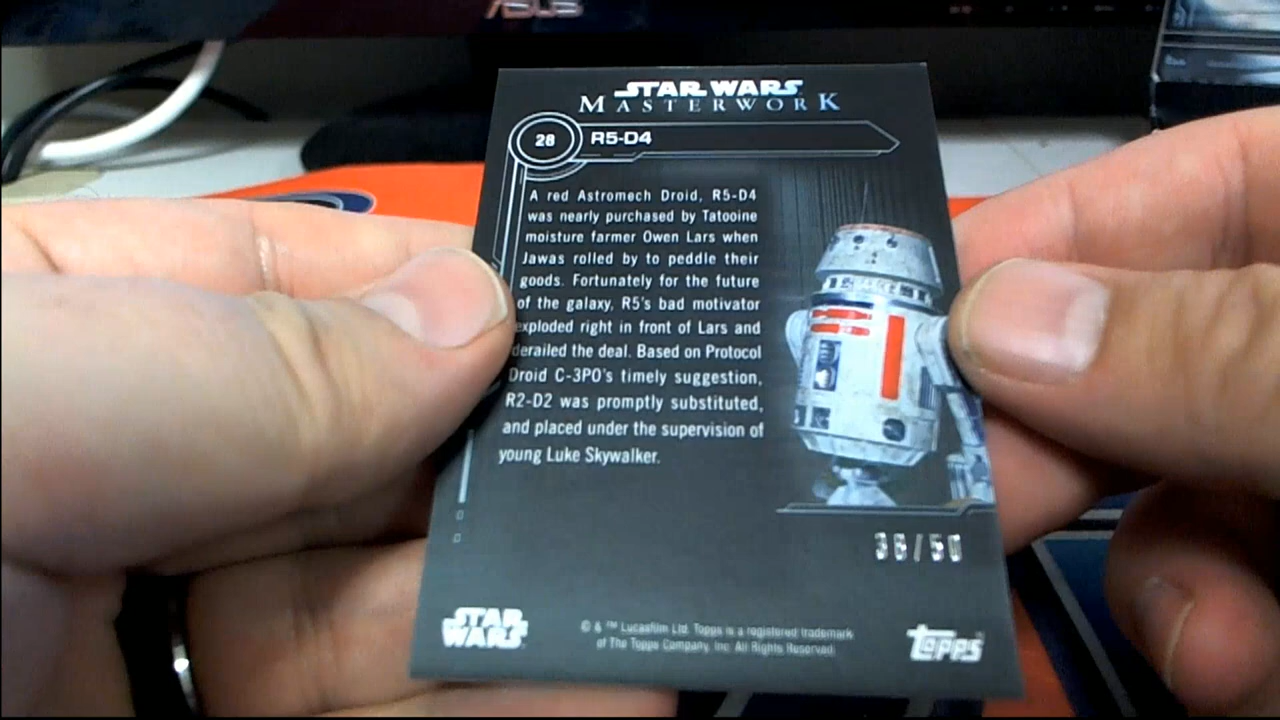 STAR WARS
MASTERWORK
28
R5-D4
A red Astromech Droid, R5-D4
was nearly purchased by Tatooine
moisture farmer Owen Lars when
Jawas rolled by to peddle their
goods. Fortunately for the future
of the galaxy, R5's bad motivator
exploded right in front of Lars and
derailed the deal. Based on Protocol
Droid C-3PO's timely suggestion,
R2-D2 was promptly substituted,
and placed under the supervision of
young Luke Skywalker.
36/50
STAR
WARS
© & ™ Lucasfilm Ltd. Topps is a registered trademark
of The Topps Company, Inc. All Rights Reserved.
Topps